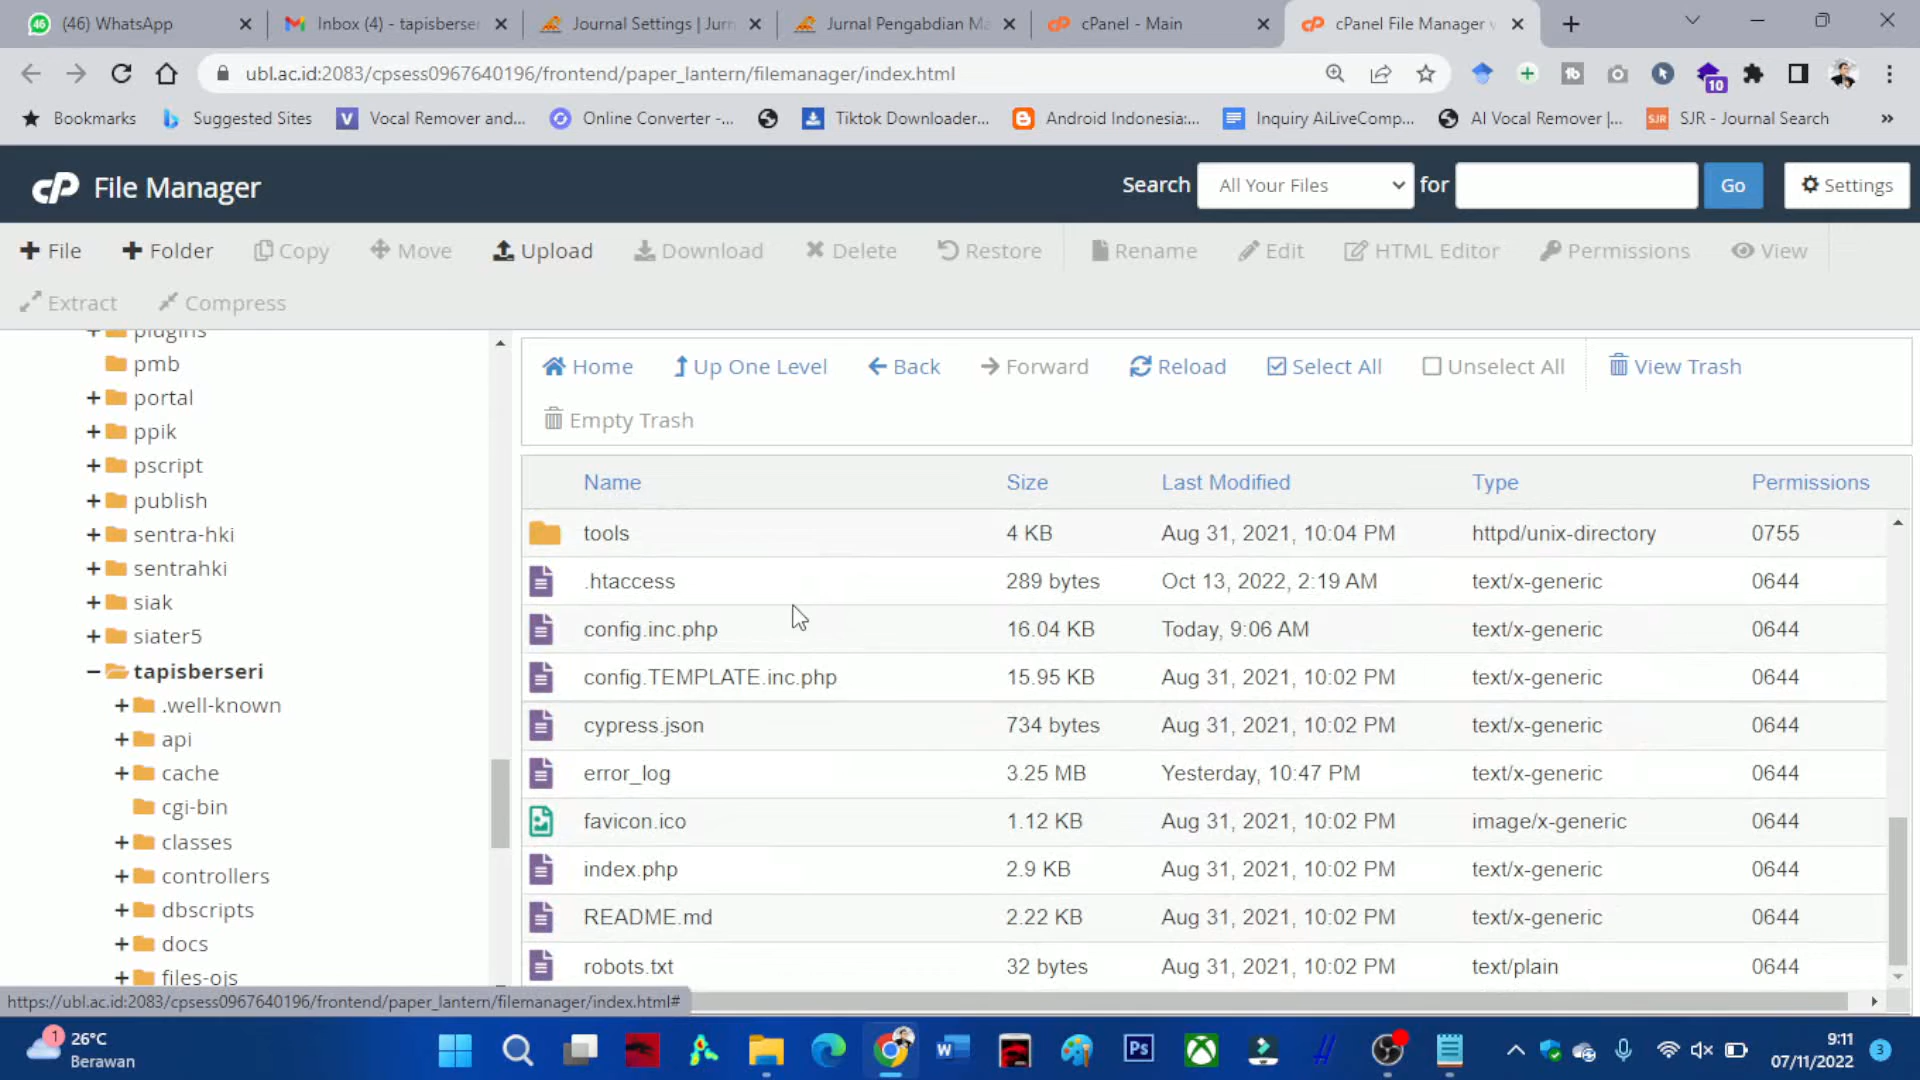 46 (46) WhatsApp
Inbox (4) - tapisberser
Journal Settings | Jurn
Jurnal Pengabdian Ma
cPanel - Main
cPanel File Manager v
ubl.ac.id:2083/cpsess0967640196/frontend/paper_lantern/filemanager/index.html
10
Bookmarks
Suggested Sites
V Vocal Remover and...
Online Converter -...
Tiktok Downloader...
Android Indonesia:...
Inquiry AiLiveComp...
AI Vocal Remover |...
SJR SJR - Journal Search
»
cP File Manager
Search All Your Files for Go Settings
File
Folder
Copy
Move
Upload
Download
Delete
Restore
Rename
Edit
HTML Editor
Permissions
View
Extract
Compress
plugins
pmb
portal
ppik
pscript
publish
sentra-hki
sentrahki
siak
siater5
tapisberseri
.well-known
api
cache
cgi-bin
classes
controllers
dbscripts
docs
files-ojs
Home
Up One Level
Back
Forward
Reload
Select All
Unselect All
View Trash
Empty Trash
Name Size Last Modified Type Permissions
tools 4 KB Aug 31, 2021, 10:04 PM httpd/unix-directory 0755
.htaccess 289 bytes Oct 13, 2022, 2:19 AM text/x-generic 0644
config.inc.php 16.04 KB Today, 9:06 AM text/x-generic 0644
config.TEMPLATE.inc.php 15.95 KB Aug 31, 2021, 10:02 PM text/x-generic 0644
cypress.json 734 bytes Aug 31, 2021, 10:02 PM text/x-generic 0644
error_log 3.25 MB Yesterday, 10:47 PM text/x-generic 0644
favicon.ico 1.12 KB Aug 31, 2021, 10:02 PM image/x-generic 0644
index.php 2.9 KB Aug 31, 2021, 10:02 PM text/x-generic 0644
README.md 2.22 KB Aug 31, 2021, 10:02 PM text/x-generic 0644
robots.txt 32 bytes Aug 31, 2021, 10:02 PM text/plain 0644
https://ubl.ac.id:2083/cpsess0967640196/frontend/paper_lantern/filemanager/index.html#
1 26°C
Berawan
W
Ps
9:11
07/11/2022
3